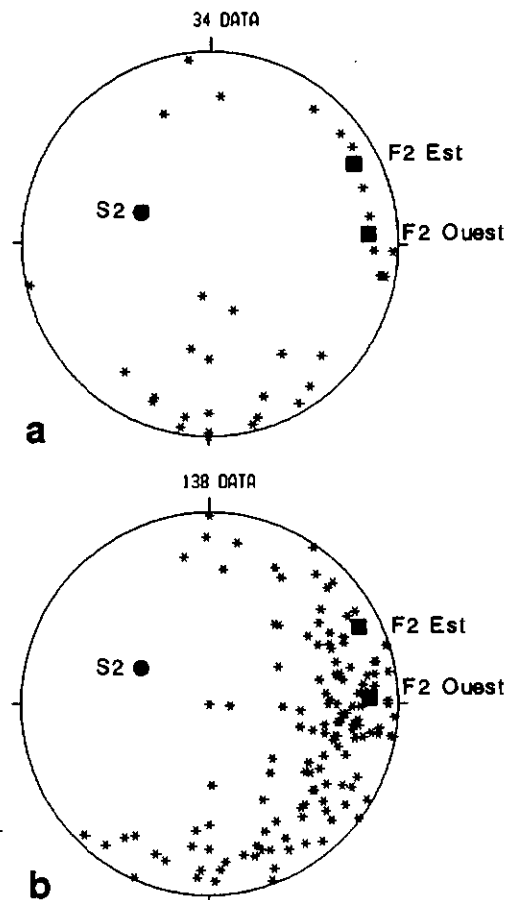 34 DATA
F2 Est
S2
F2 Ouest
a
138 DATA
F2 Est
S2
F2 Ouest
b